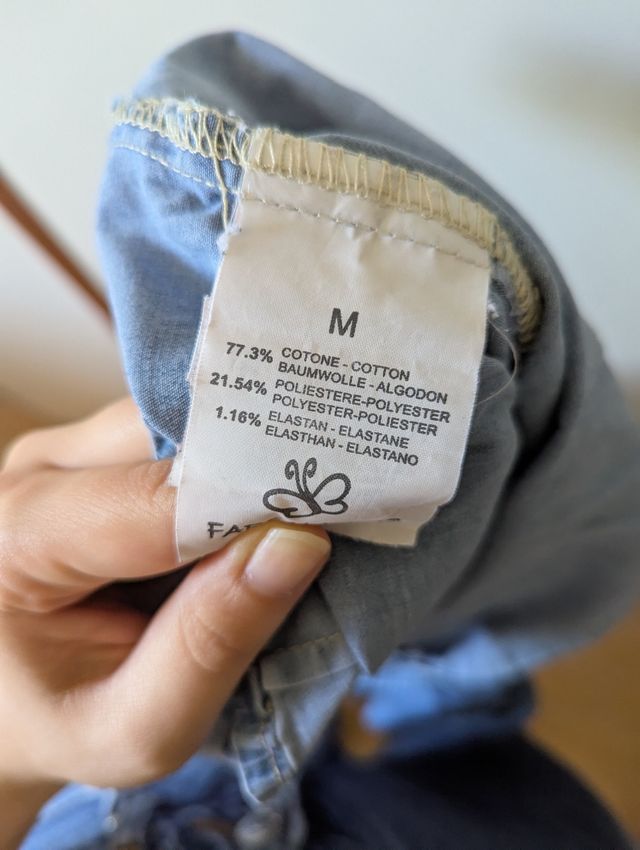 M
77.3% COTONE - COTTON
BAUMWOLLE - ALGODON
21.54% POLIESTERE-POLYESTER
POLYESTER-POLIESTER
1.16% ELASTAN - ELASTANE
ELASTHAN - ELASTANO